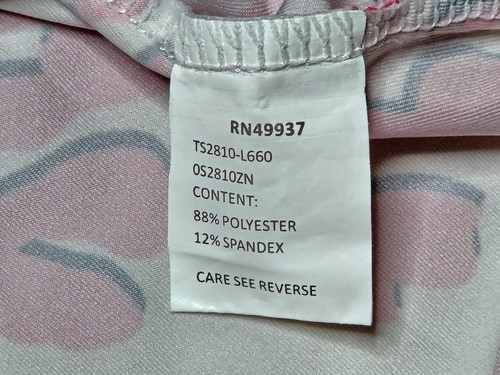 RN49937
TS2810-L660
0S2810ZN
CONTENT:
88% POLYESTER
12% SPANDEX
CARE SEE REVERSE